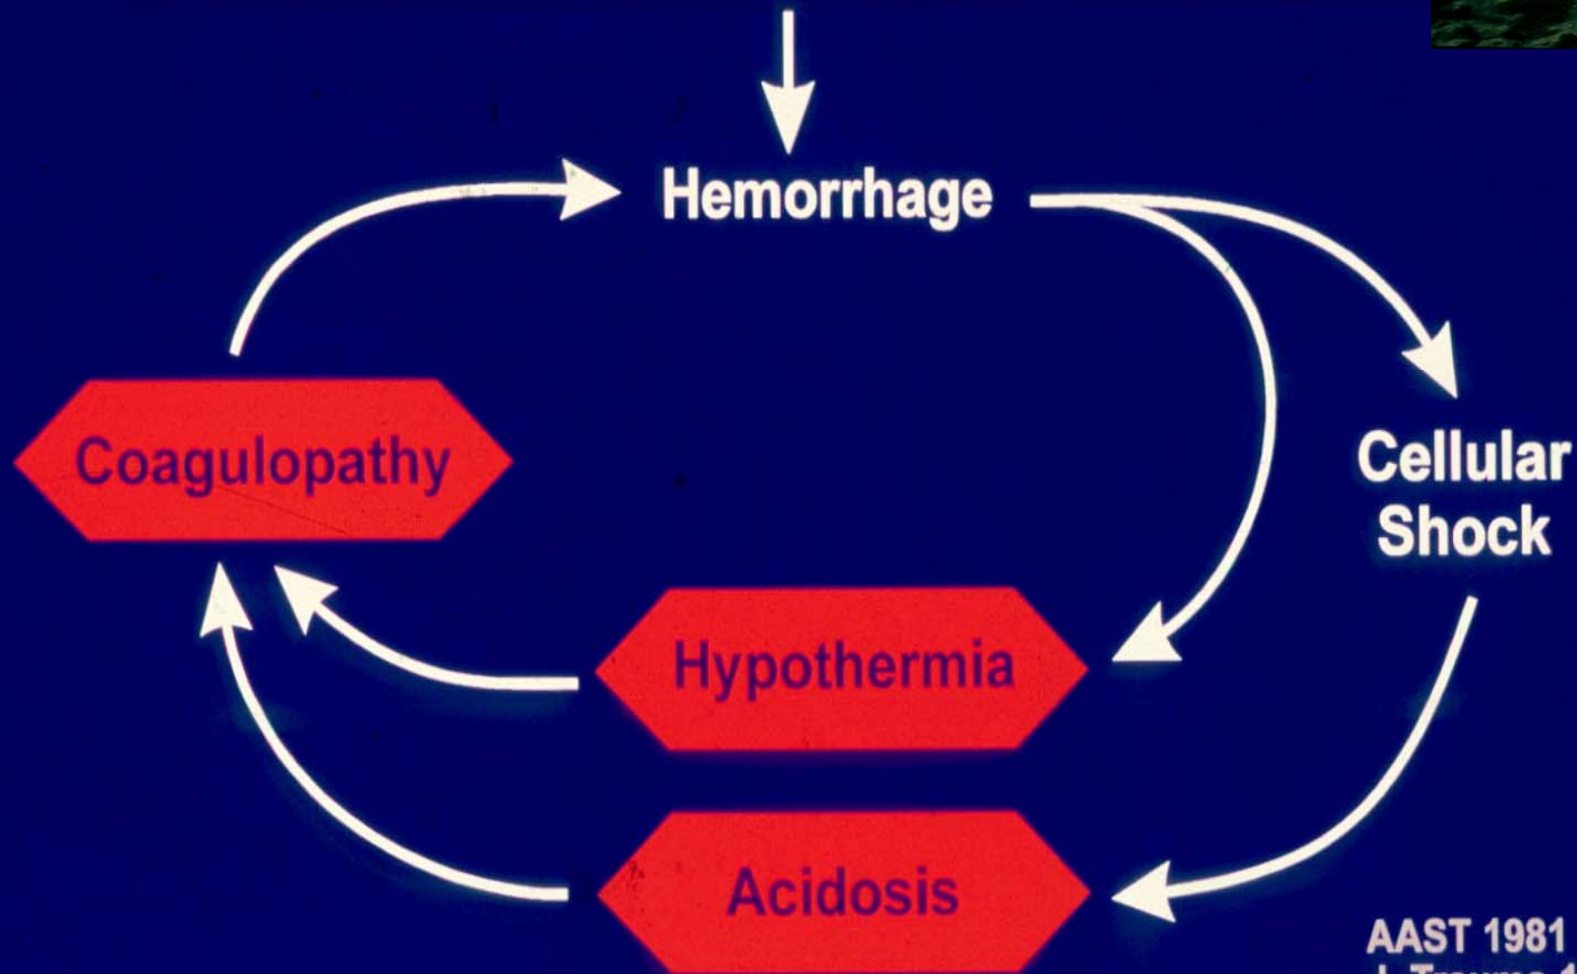 Hemorrhage
Coagulopathy
Cellular
Shock
Hypothermia
Acidosis
AAST 1981